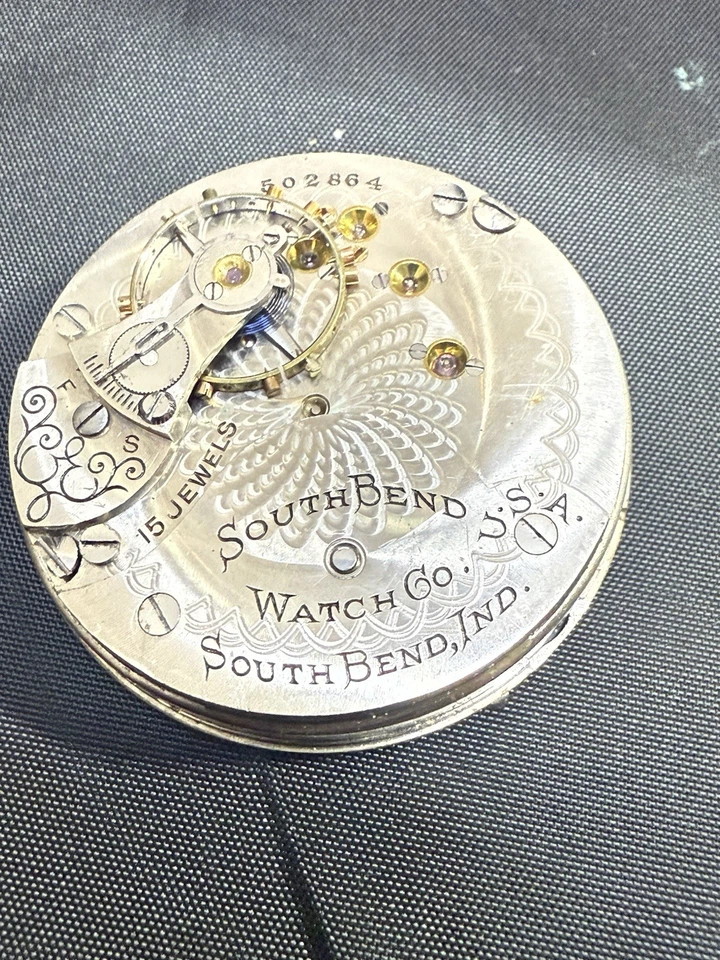 502864
F
S
15 JEWELS
SOUTH BEND
WATCH CO. U.S.A.
SOUTH BEND, IND.